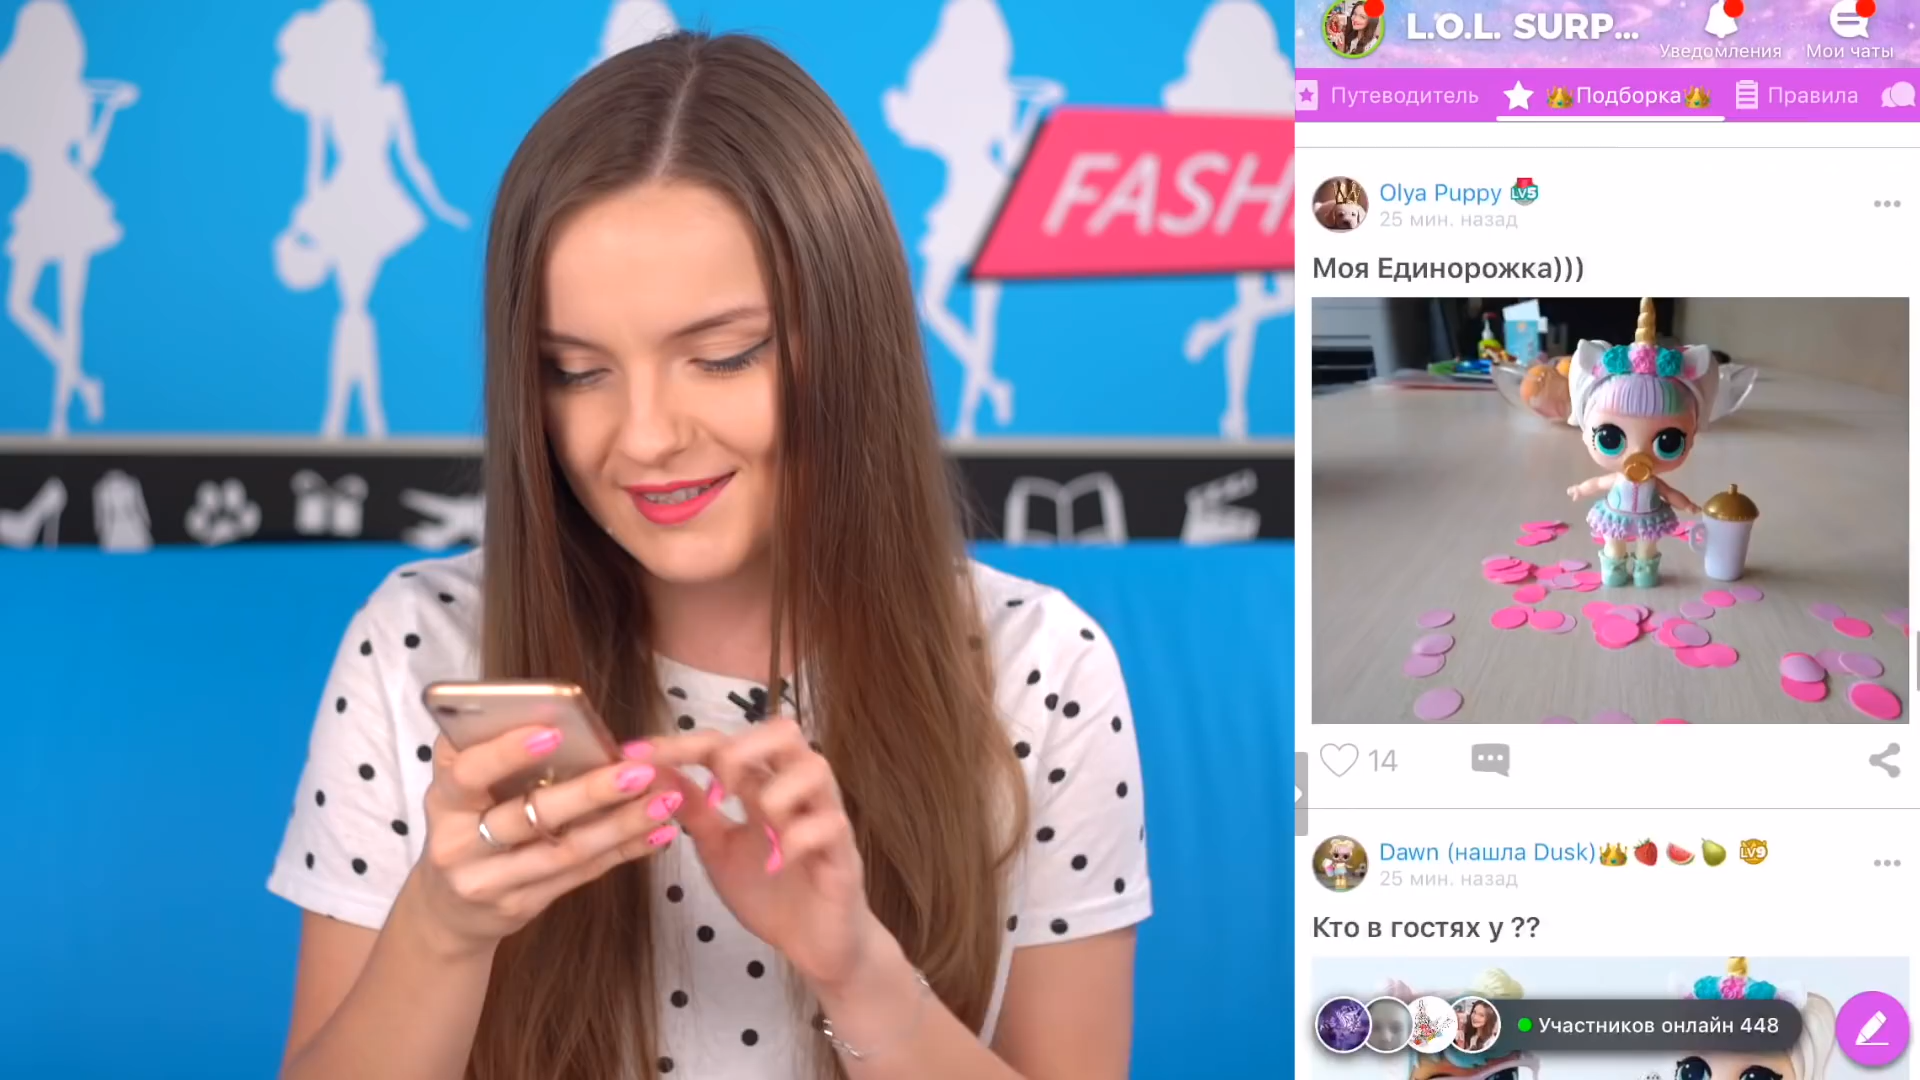 FASH
L.O.L. SURP...
Уведомления
Мои чаты
Путеводитель
Подборка
Правила
Olya Puppy LV5
25 мин. назад
Моя Единорожка)))
14
Dawn (нашла Dusk) LV9
25 мин. назад
Кто в гостях у ??
Участников онлайн 448